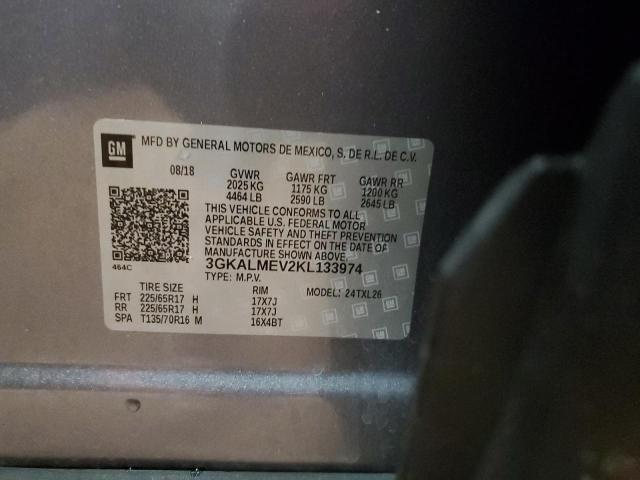 GM MFD BY GENERAL MOTORS DE MEXICO, S. DE R.L. DE C.V.
08/18 GVWR GAWR FRT GAWR RR
2025 KG 1175 KG 1200 KG
4464 LB 2590 LB 2645 LB
THIS VEHICLE CONFORMS TO ALL
APPLICABLE U.S. FEDERAL MOTOR
VEHICLE SAFETY AND THEFT PREVENTION
STANDARDS IN EFFECT ON THE DATE OF
MANUFACTURE SHOWN ABOVE.
464C 3GKALMEV2KL133974
TYPE: M.P.V.
TIRE SIZE RIM MODEL: 24TXL26
FRT 225/65R17 H 17X7J
RR 225/65R17 H 17X7J
SPA T135/70R16 M 16X4BT